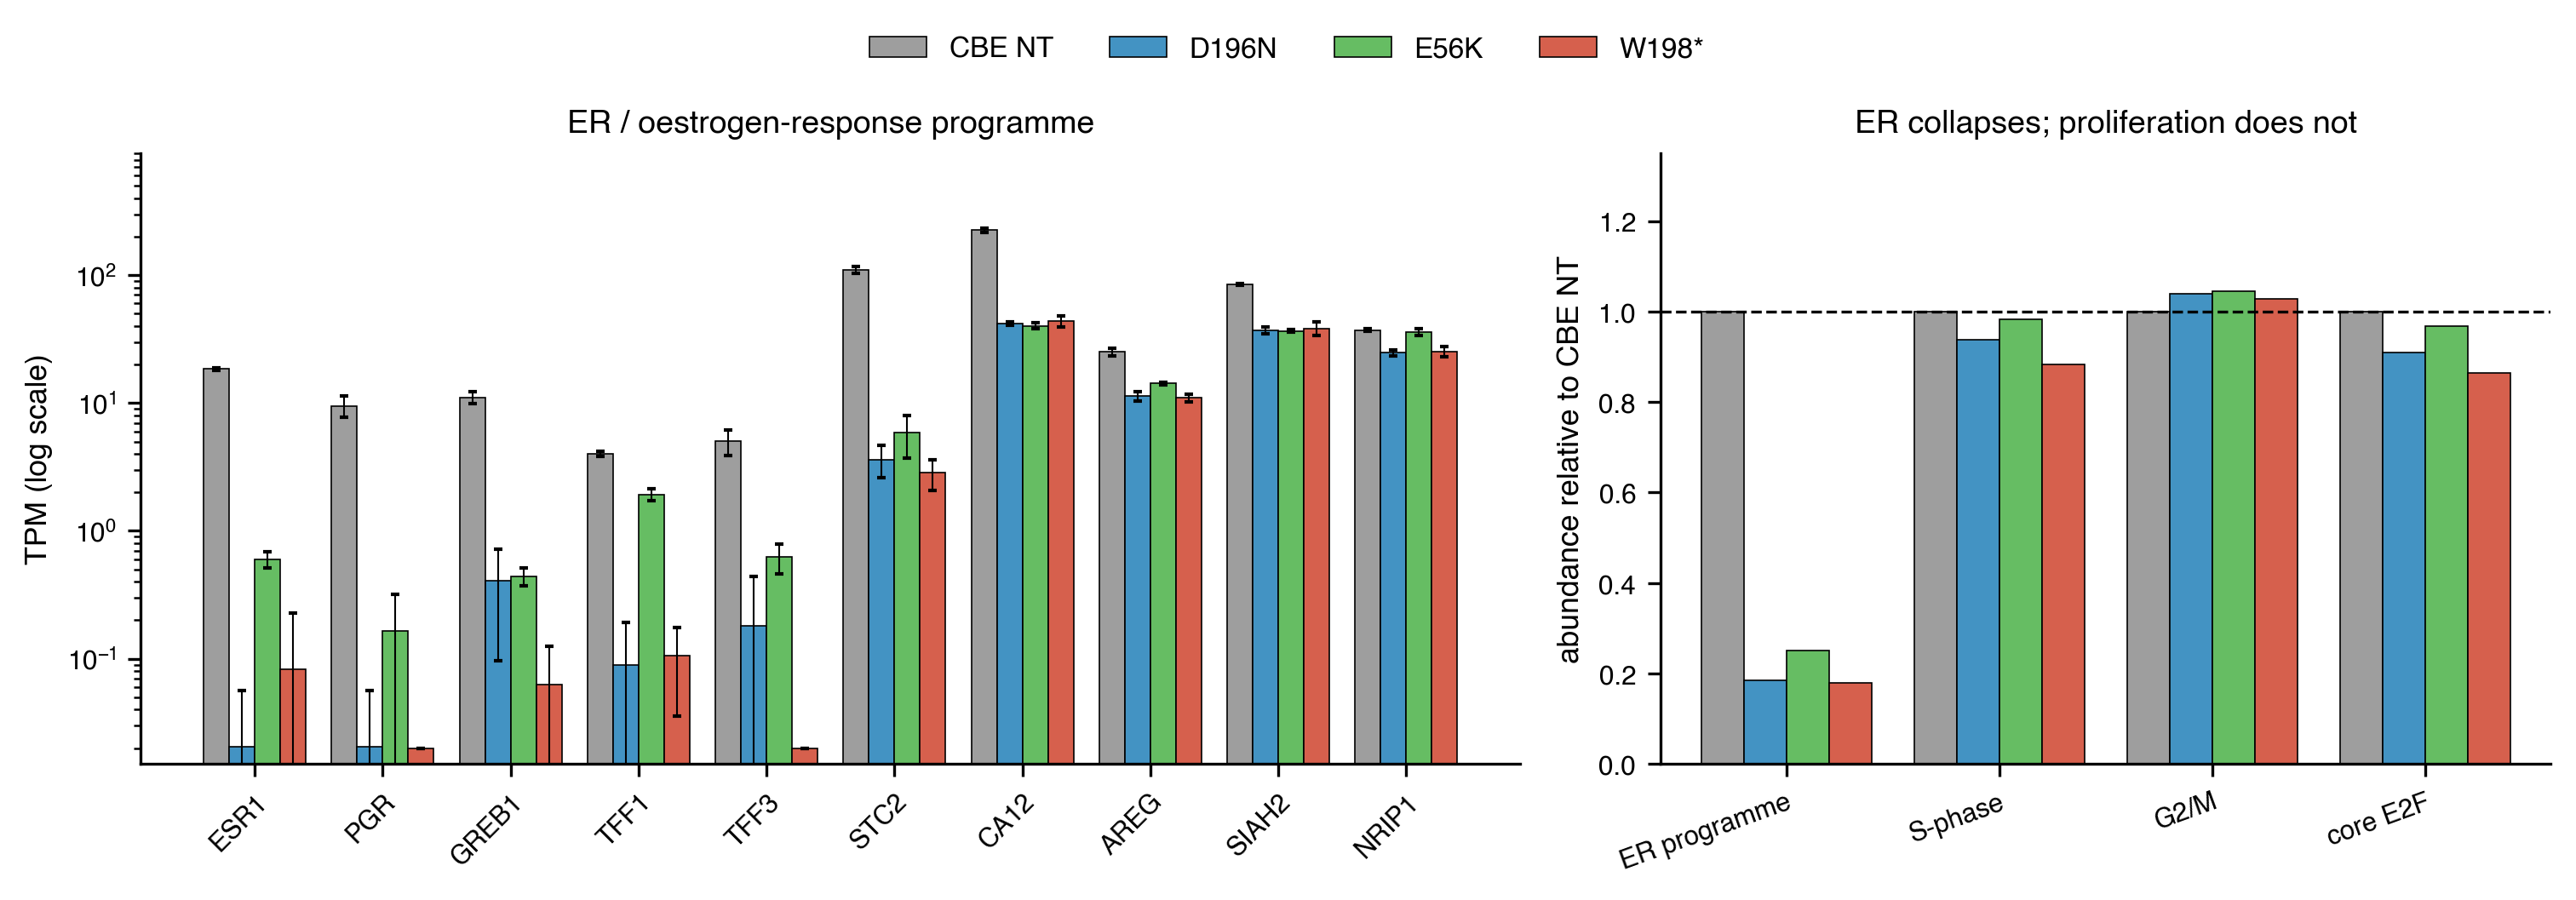 CBE NT D196N E56K W198*
ER / oestrogen-response programme
TPM (log scale)
10²
10¹
10⁰
10⁻¹
ESR1 PGR GREB1 TFF1 TFF3 STC2 CA12 AREG SIAH2 NRIP1
ER collapses; proliferation does not
abundance relative to CBE NT
1.2
1.0
0.8
0.6
0.4
0.2
0.0
ER programme S-phase G2/M core E2F